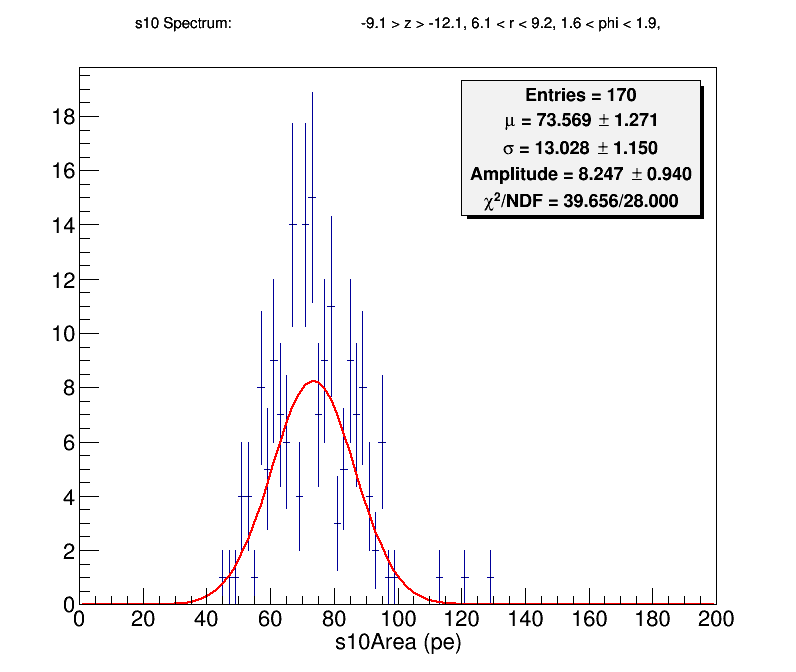 s10 Spectrum: -9.1 > z > -12.1, 6.1 < r < 9.2, 1.6 < phi < 1.9,
Entries = 170
μ = 73.569 ± 1.271
σ = 13.028 ± 1.150
Amplitude = 8.247 ± 0.940
χ²/NDF = 39.656/28.000
18
16
14
12
10
8
6
4
2
0
0 20 40 60 80 100 120 140 160 180 200
s10Area (pe)